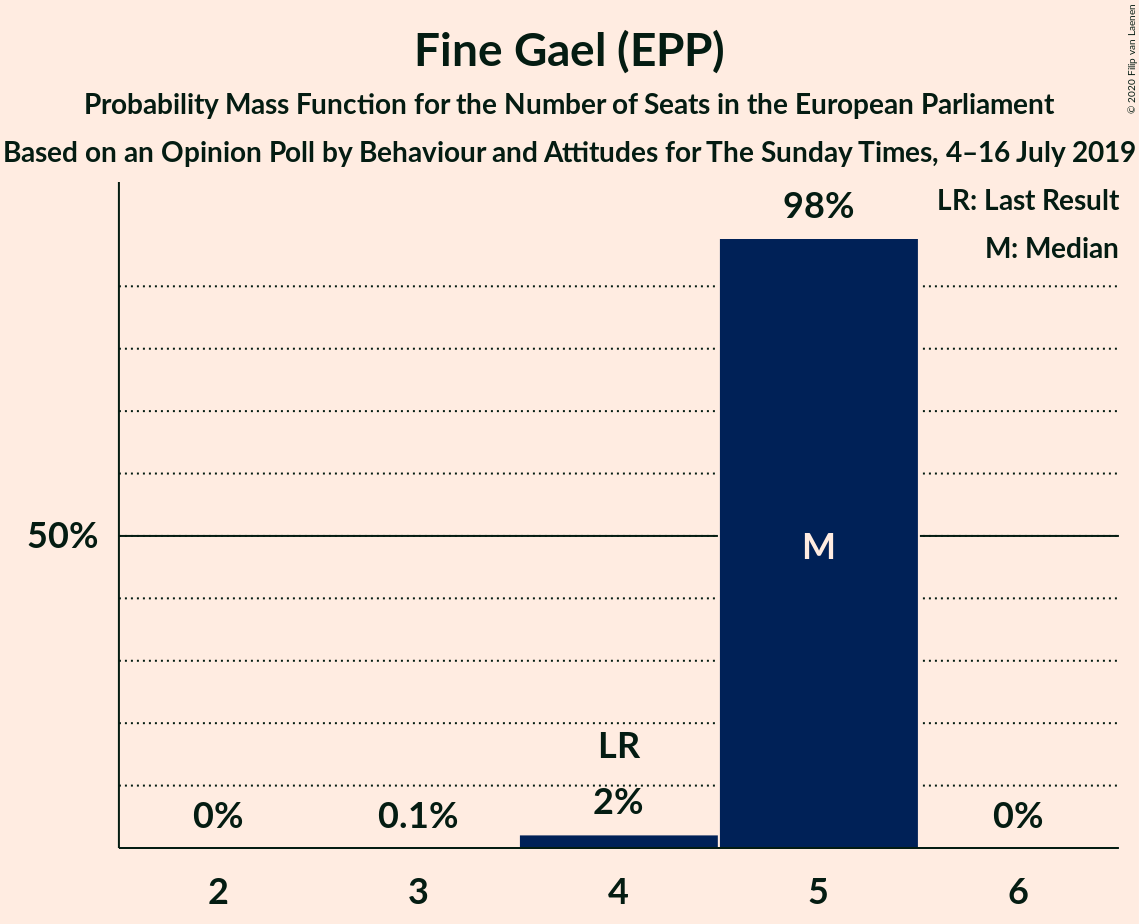 Fine Gael (EPP)
Probability Mass Function for the Number of Seats in the European Parliament
Based on an Opinion Poll by Behaviour and Attitudes for The Sunday Times, 4–16 July 2019
© 2020 Filip van Laenen
LR: Last Result
M: Median
98%
50%
M
LR
0%
0.1%
2%
0%
2
3
4
5
6